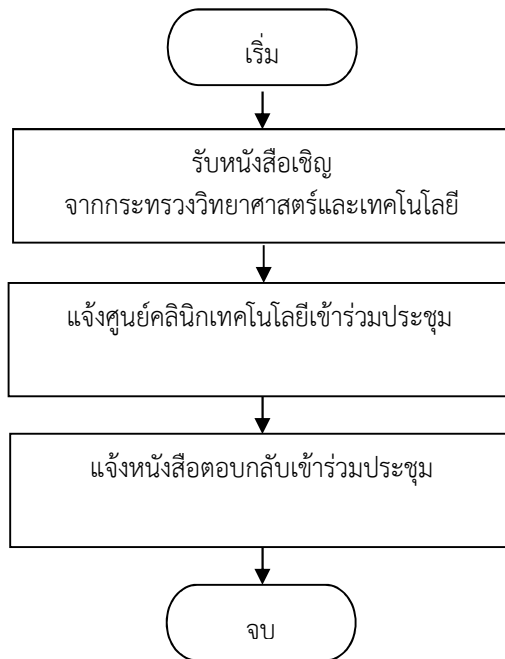 เริ่ม
รับหนังสือเชิญ
จากกระทรวงวิทยาศาสตร์และเทคโนโลยี
แจ้งศูนย์คลินิกเทคโนโลยีเข้าร่วมประชุม
แจ้งหนังสือตอบกลับเข้าร่วมประชุม
จบ